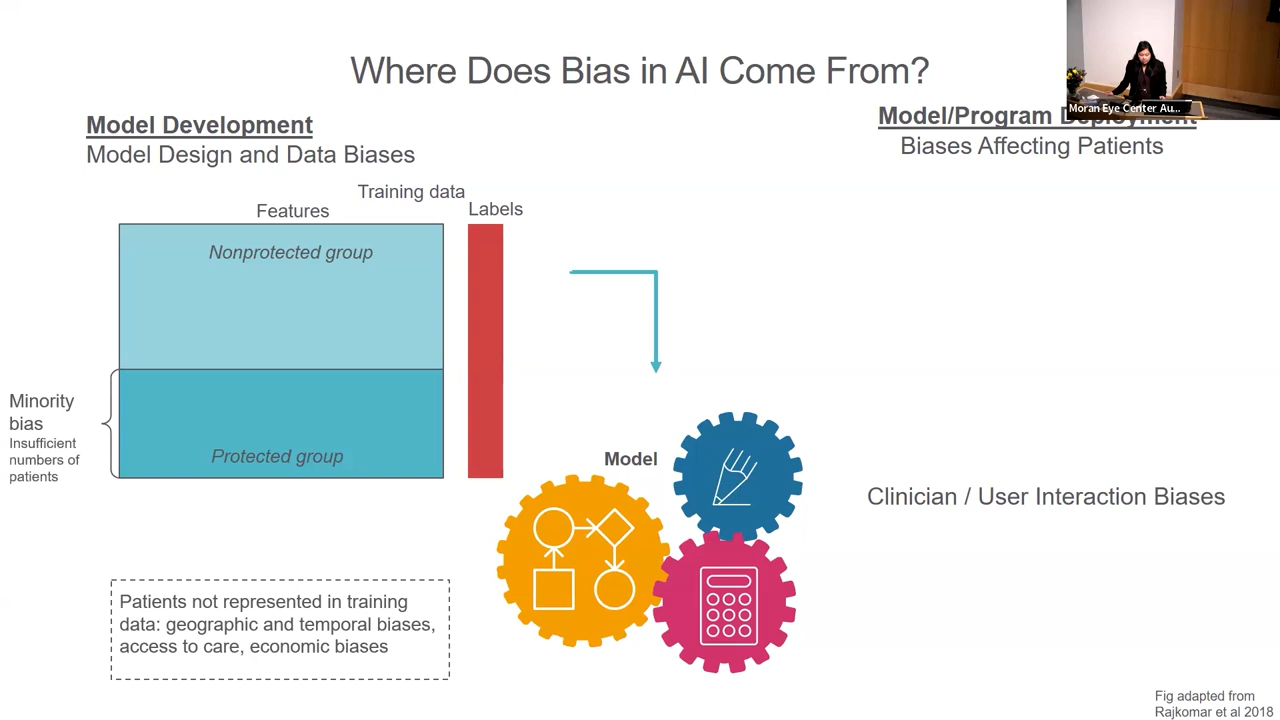 Where Does Bias in AI Come From?
Moran Eye Center Au...
Model Development
Model Design and Data Biases
Model/Program Deployment
Biases Affecting Patients
Training data
Features
Labels
Nonprotected group
Minority
bias
Insufficient
numbers of
patients
Protected group
Model
Clinician / User Interaction Biases
Patients not represented in training
data: geographic and temporal biases,
access to care, economic biases
Fig adapted from
Rajkomar et al 2018